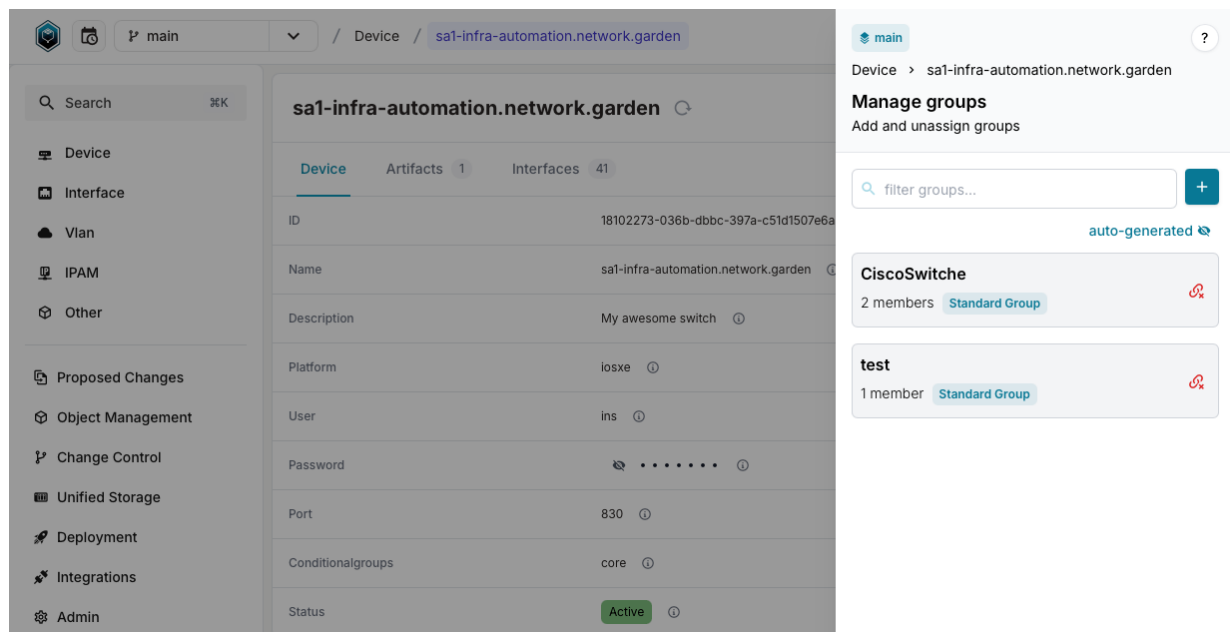 main / Device / sa1-infra-automation.network.garden
Search ⌘K
Device
Interface
Vlan
IPAM
Other
Proposed Changes
Object Management
Change Control
Unified Storage
Deployment
Integrations
Admin
sa1-infra-automation.network.garden
Device Artifacts 1 Interfaces 41
ID 18102273-036b-dbbc-397a-c51d1507e6a
Name sa1-infra-automation.network.garden
Description My awesome switch
Platform iosxe
User ins
Password • • • • • • •
Port 830
Conditionalgroups core
Status Active
main ?
Device > sa1-infra-automation.network.garden
Manage groups
Add and unassign groups
filter groups... +
auto-generated
CiscoSwitche
2 members Standard Group
test
1 member Standard Group